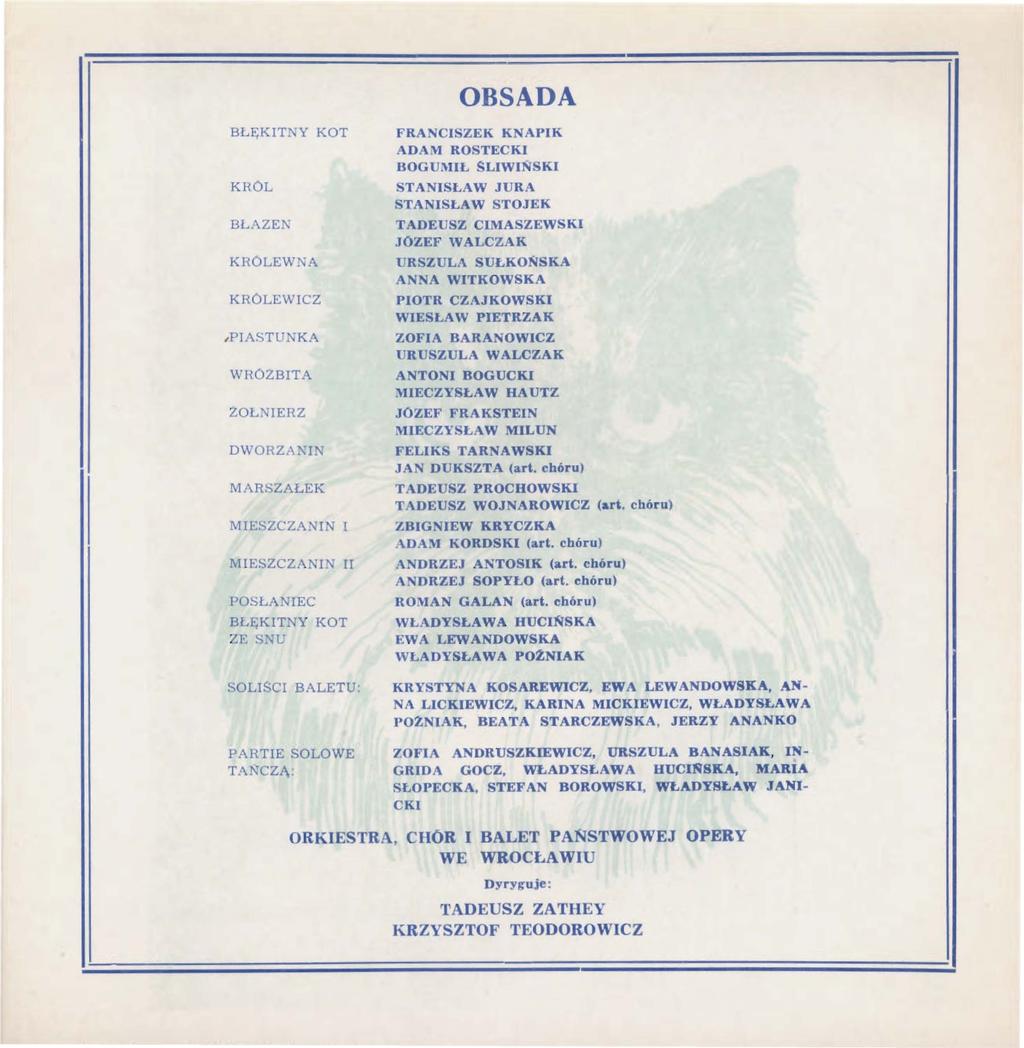 OBSADA
BŁĘKITNY KOT FRANCISZEK KNAPIK
ADAM ROSTECKI
BOGUMIŁ ŚLIWIŃSKI
KRÓL STANISŁAW JURA
STANISŁAW STOJEK
BŁAZEN TADEUSZ CIMASZEWSKI
JÓZEF WALCZAK
KRÓLEWNA URSZULA SUŁKOŃSKA
ANNA WITKOWSKA
KRÓLEWICZ PIOTR CZAJKOWSKI
WIESŁAW PIETRZAK
PIASTUNKA ZOFIA BARANOWICZ
URUSZULA WALCZAK
WRÓZBITA ANTONI BOGUCKI
MIECZYSŁAW HAUTZ
ŻOŁNIERZ JÓZEF FRAKSTEIN
MIECZYSŁAW MILUN
DWORZANIN FELIKS TARNAWSKI
JAN DUKSZTA (art. chóru)
MARSZAŁEK TADEUSZ PROCHOWSKI
TADEUSZ WOJNAROWICZ (art. chóru)
MIESZCZANIN I ZBIGNIEW KRYCZKA
ADAM KORDSKI (art. chóru)
MIESZCZANIN II ANDRZEJ ANTOSIK (art. chóru)
ANDRZEJ SOPYŁO (art. chóru)
POSŁANIEC ROMAN GALAN (art. chóru)
BŁĘKITNY KOT WŁADYSŁAWA HUCIŃSKA
ZE SNU EWA LEWANDOWSKA
WŁADYSŁAWA POŹNIAK
SOLIŚCI BALETU: KRYSTYNA KOSAREWICZ, EWA LEWANDOWSKA, AN-
NA LICKIEWICZ, KARINA MICKIEWICZ, WŁADYSŁAWA
POŹNIAK, BEATA STARCZEWSKA, JERZY ANANKO
PARTIE SOLOWE ZOFIA ANDRUSZKIEWICZ, URSZULA BANASIAK, IN-
TAŃCZĄ: GRIDA GOCZ, WŁADYSŁAWA HUCIŃSKA, MARIA
SŁOPECKA, STEFAN BOROWSKI, WŁADYSŁAW JANI-
CKI
ORKIESTRA, CHÓR I BALET PAŃSTWOWEJ OPERY
WE WROCŁAWIU
Dyryguje:
TADEUSZ ZATHEY
KRZYSZTOF TEODOROWICZ